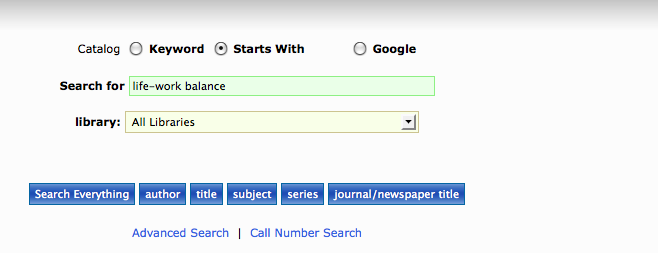 Catalog Keyword Starts With Google
Search for life-work balance
library: All Libraries
Search Everything author title subject series journal/newspaper title
Advanced Search | Call Number Search